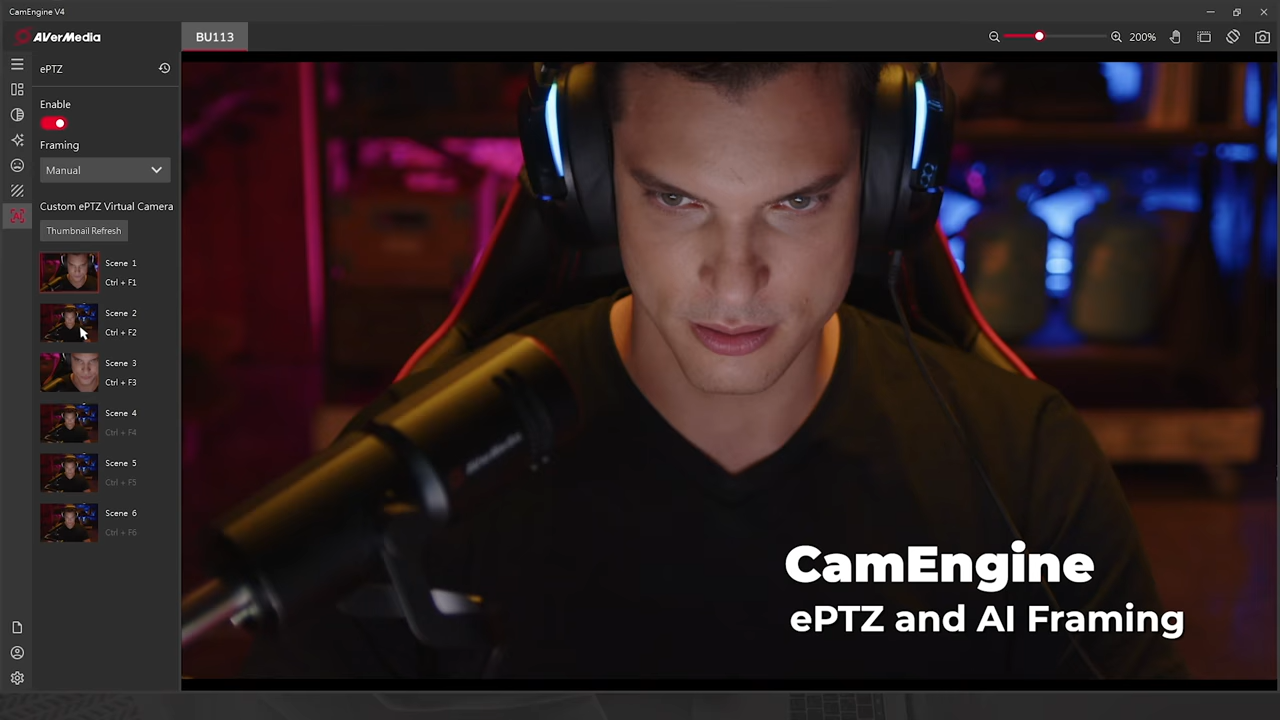 CamEngine V4
AVerMedia
BU113
200%
ePTZ
Enable
Framing
Manual
Custom ePTZ Virtual Camera
Thumbnail Refresh
Scene 1
Ctrl + F1
Scene 2
Ctrl + F2
Scene 3
Ctrl + F3
Scene 4
Ctrl + F4
Scene 5
Ctrl + F5
Scene 6
Ctrl + F6
AVerMedia
CamEngine
ePTZ and AI Framing